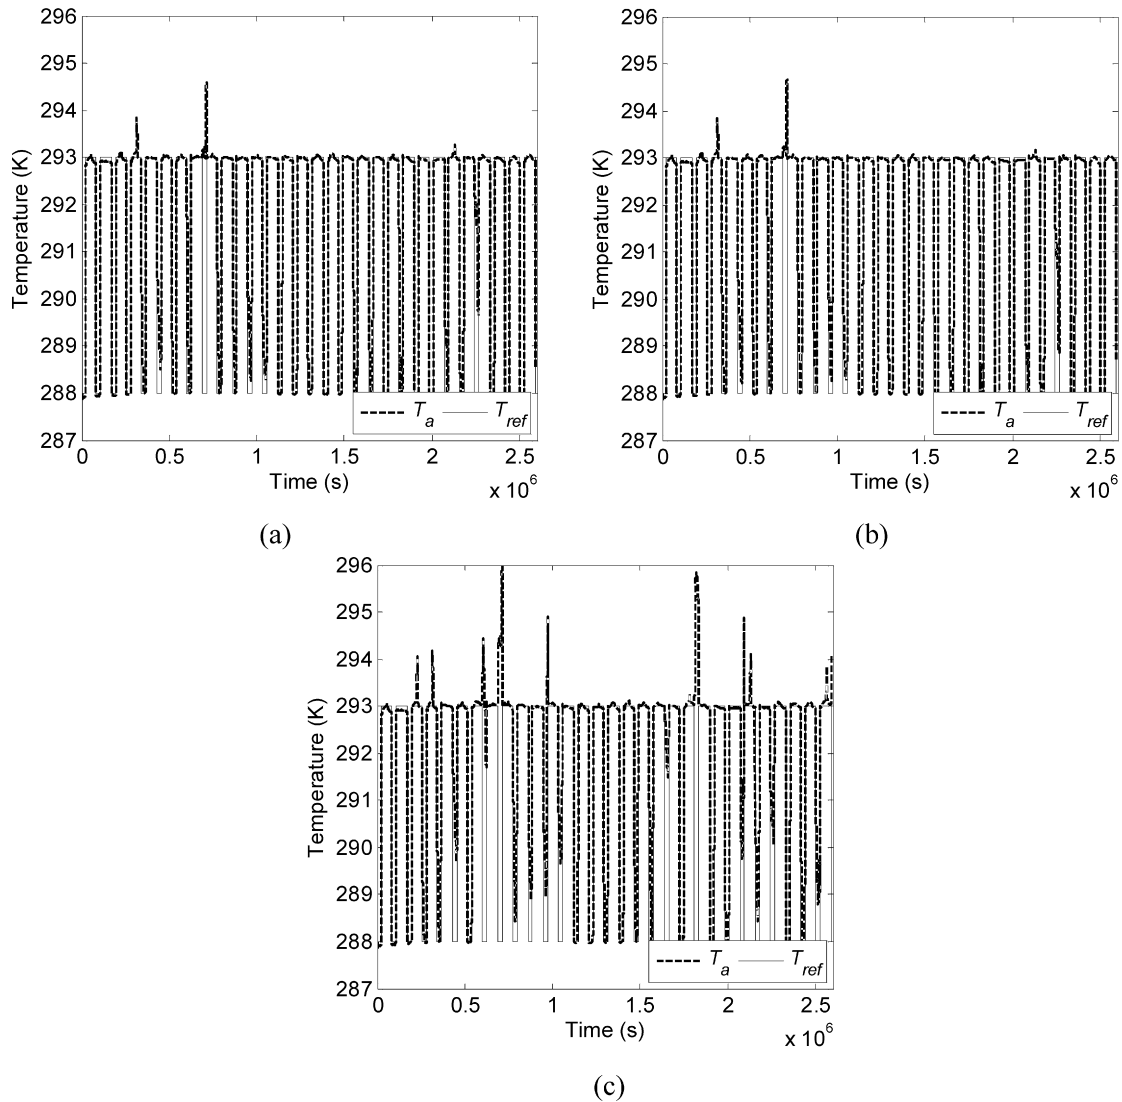 296
295
294
293
292
291
290
289
288
287
Temperature (K)
T_a T_ref
0 0.5 1 1.5 2 2.5
Time (s)
x 10^6
(a)
296
295
294
293
292
291
290
289
288
287
Temperature (K)
T_a T_ref
0 0.5 1 1.5 2 2.5
Time (s)
x 10^6
(b)
296
295
294
293
292
291
290
289
288
287
Temperature (K)
T_a T_ref
0 0.5 1 1.5 2 2.5
Time (s)
x 10^6
(c)